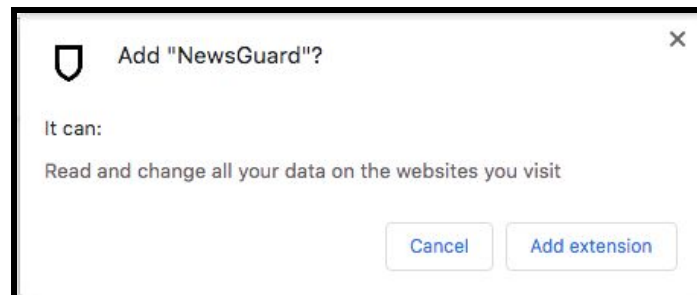 Add "NewsGuard"?
It can:
Read and change all your data on the websites you visit
Cancel
Add extension